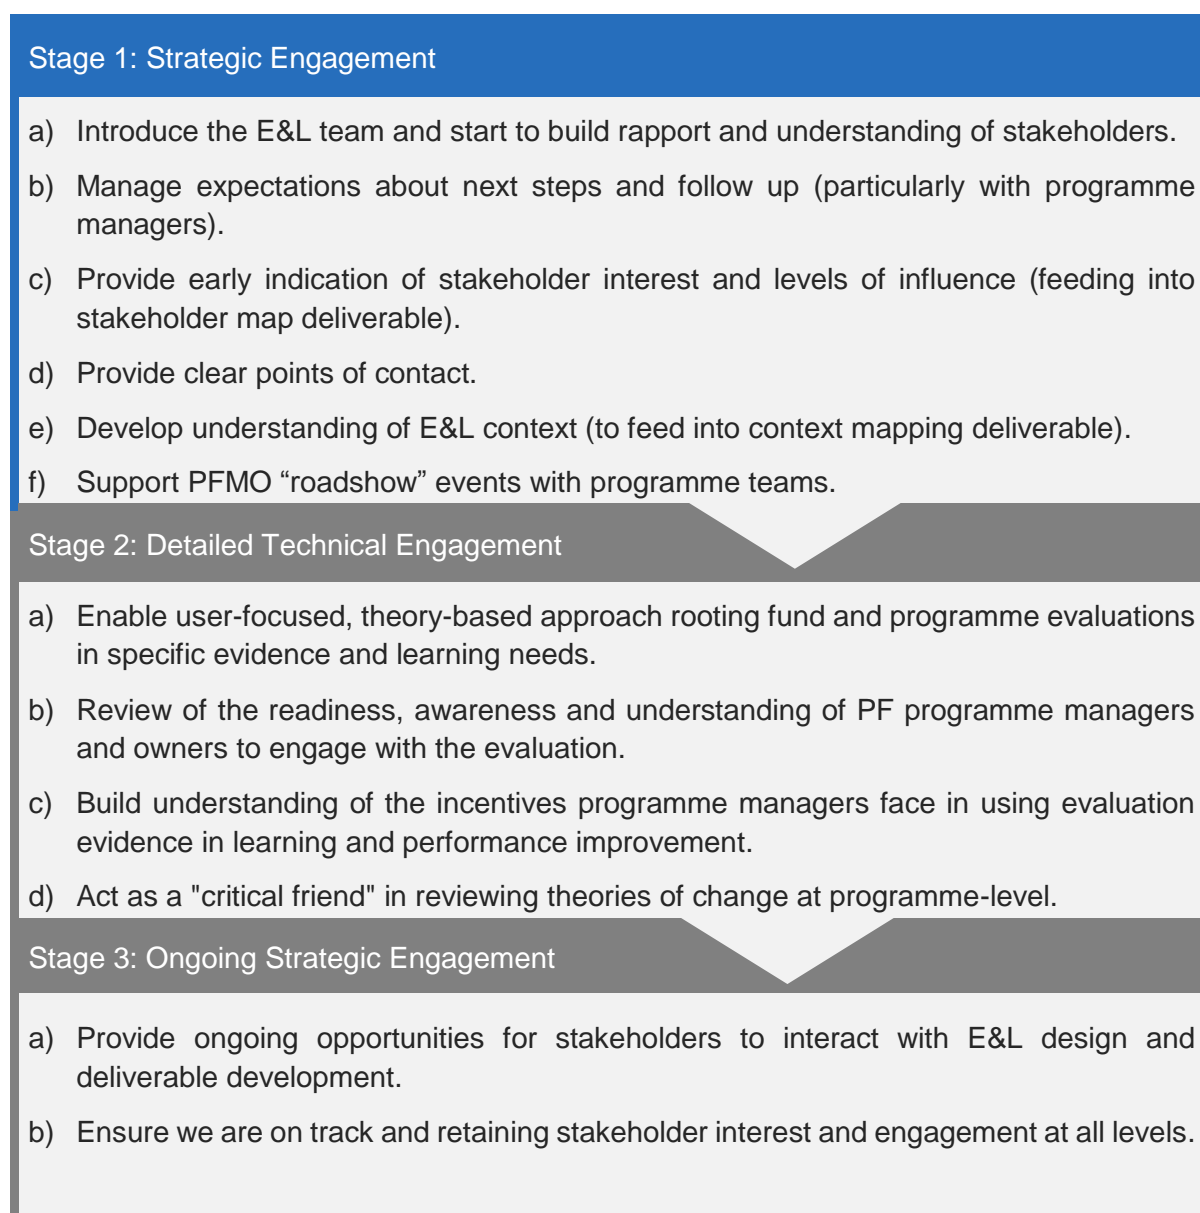 Stage 1: Strategic Engagement
a) Introduce the E&L team and start to build rapport and understanding of stakeholders.
b) Manage expectations about next steps and follow up (particularly with programme
managers).
c) Provide early indication of stakeholder interest and levels of influence (feeding into
stakeholder map deliverable).
d) Provide clear points of contact.
e) Develop understanding of E&L context (to feed into context mapping deliverable).
f) Support PFMO “roadshow” events with programme teams.
Stage 2: Detailed Technical Engagement
a) Enable user-focused, theory-based approach rooting fund and programme evaluations
in specific evidence and learning needs.
b) Review of the readiness, awareness and understanding of PF programme managers
and owners to engage with the evaluation.
c) Build understanding of the incentives programme managers face in using evaluation
evidence in learning and performance improvement.
d) Act as a "critical friend" in reviewing theories of change at programme-level.
Stage 3: Ongoing Strategic Engagement
a) Provide ongoing opportunities for stakeholders to interact with E&L design and
deliverable development.
b) Ensure we are on track and retaining stakeholder interest and engagement at all levels.